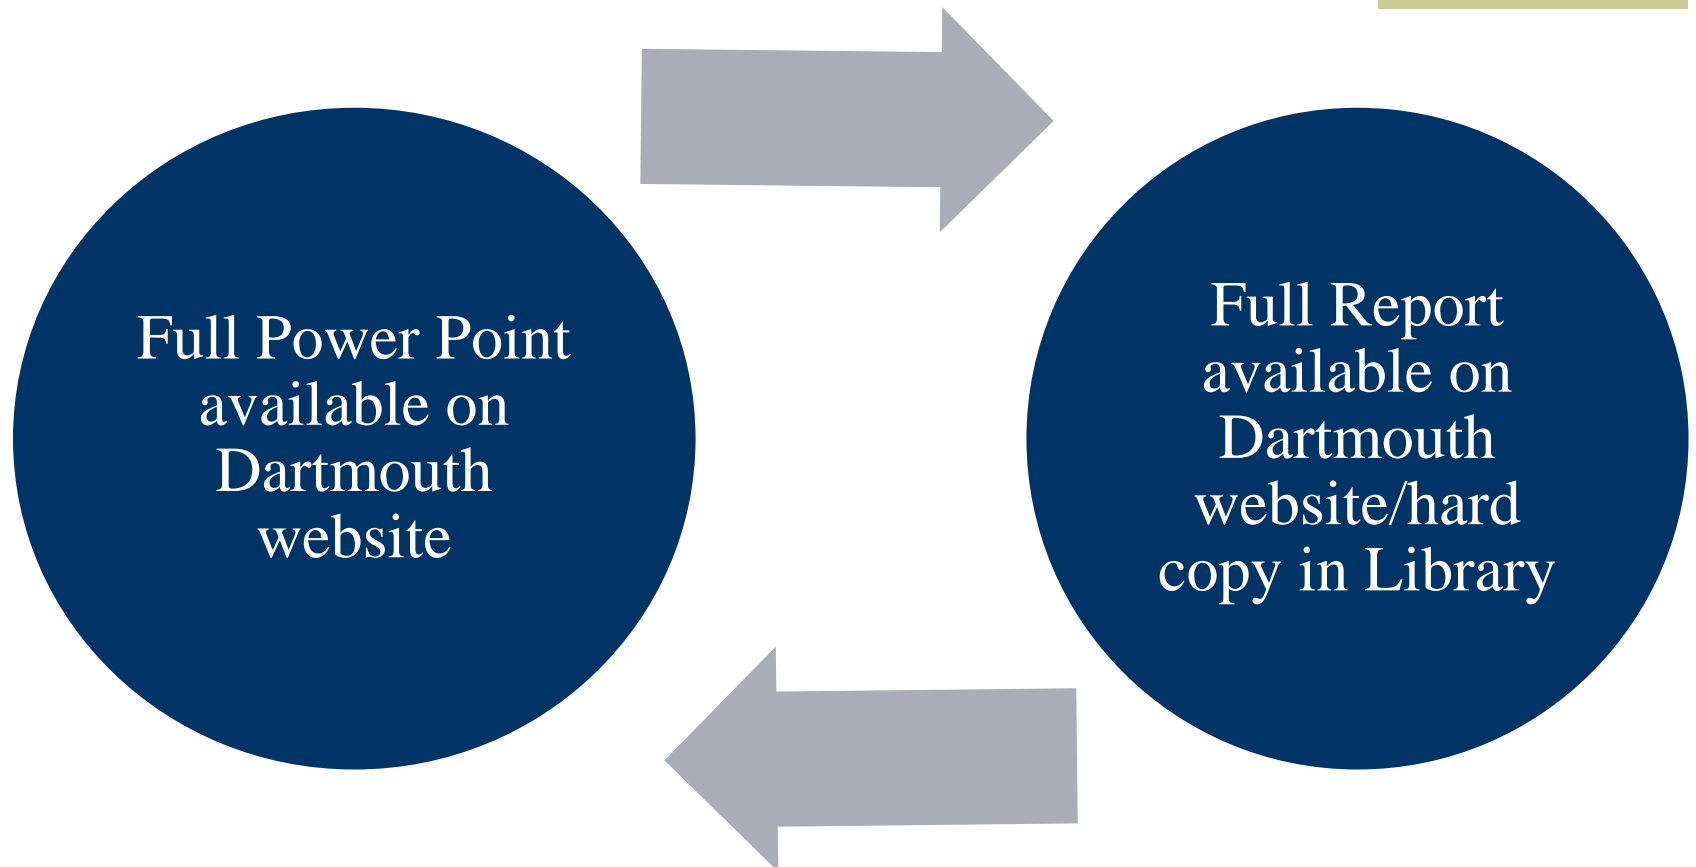 Full Power Point
available on
Dartmouth
website
Full Report
available on
Dartmouth
website/hard
copy in Library